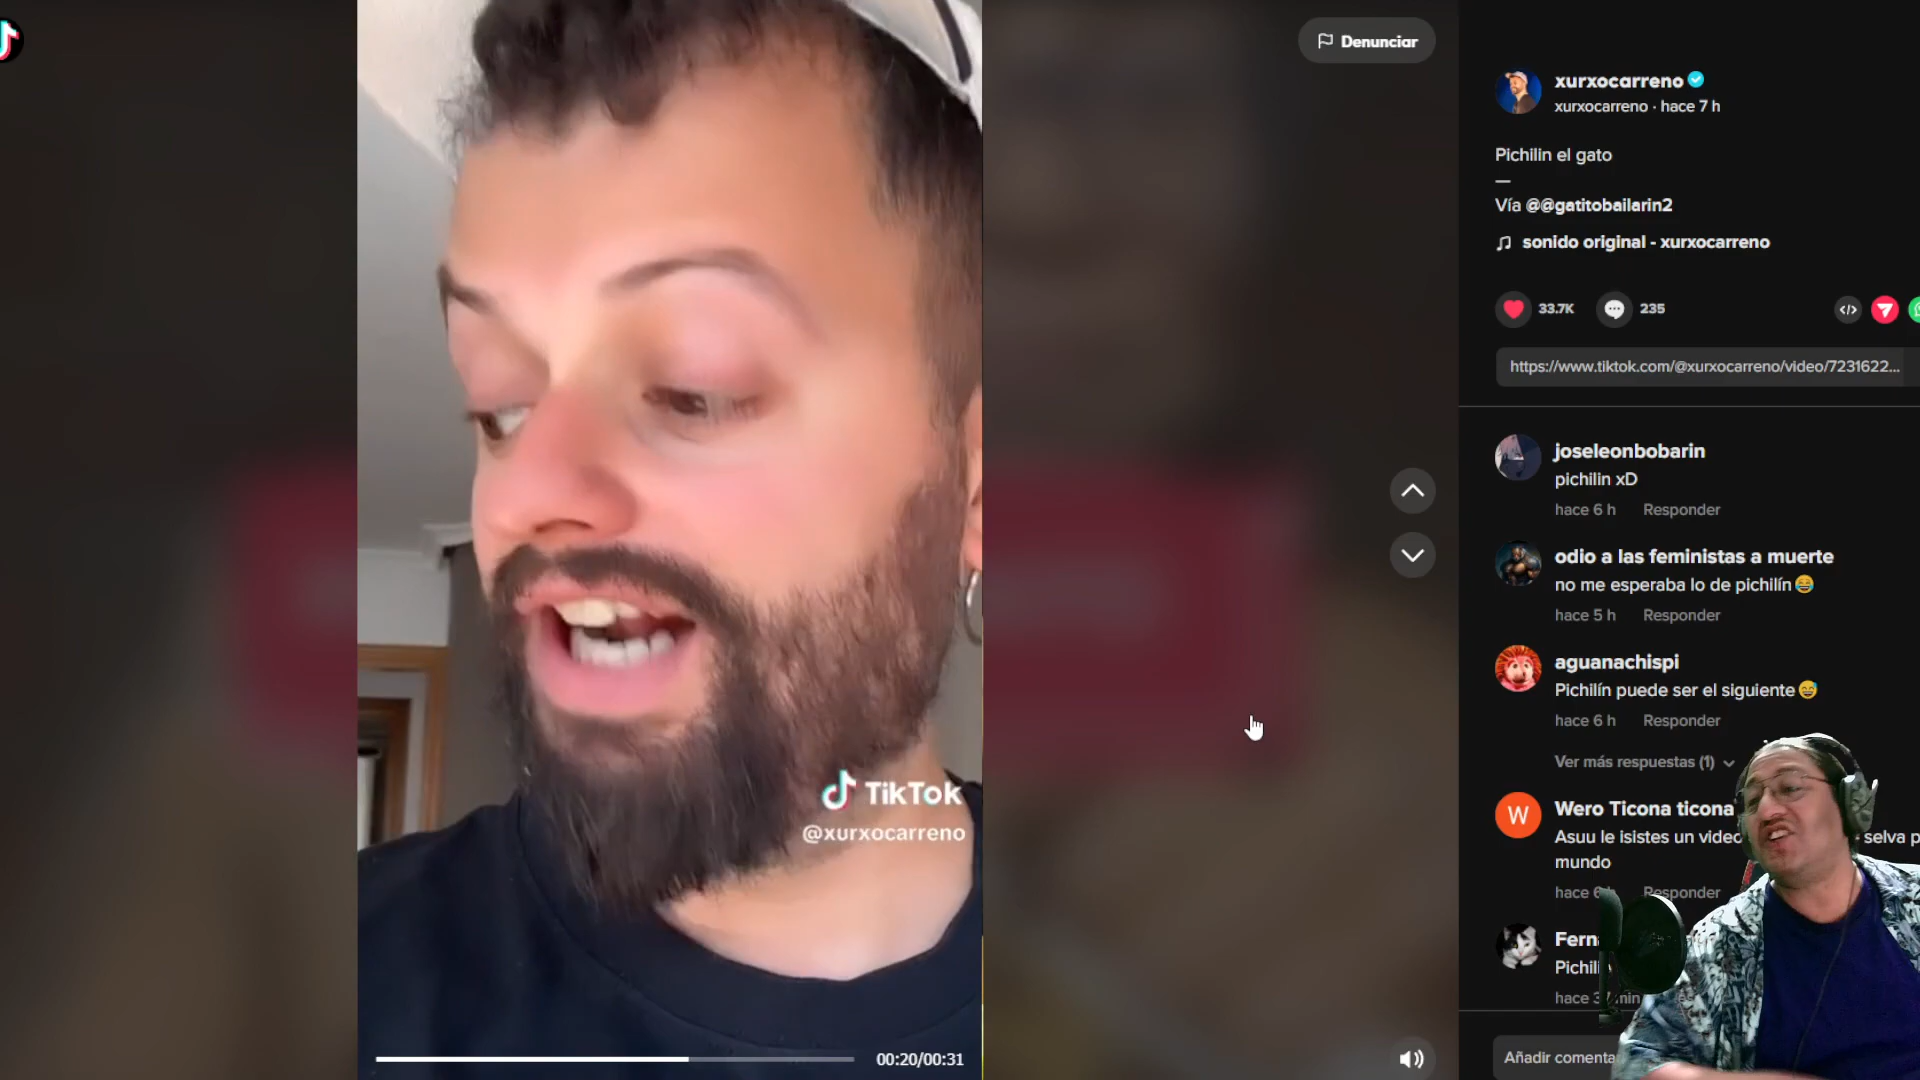 Denunciar
xurxocarreno
xurxocarreno · hace 7 h
Pichilin el gato
—
Vía @@gatitobailarin2
sonido original - xurxocarreno
33.7K
235
https://www.tiktok.com/@xurxocarreno/video/7231622...
joseleonbobarin
pichilin xD
hace 6 h Responder
odio a las feministas a muerte
no me esperaba lo de pichilín😂
hace 5 h Responder
aguanachispi
Pichilín puede ser el siguiente😅
hace 6 h Responder
Ver más respuestas (1)
W
Wero Ticona ticona
Asuu le isistes un video selva
mundo
hace Responder
hace
TikTok
@xurxocarreno
00:20/00:31
Añadir